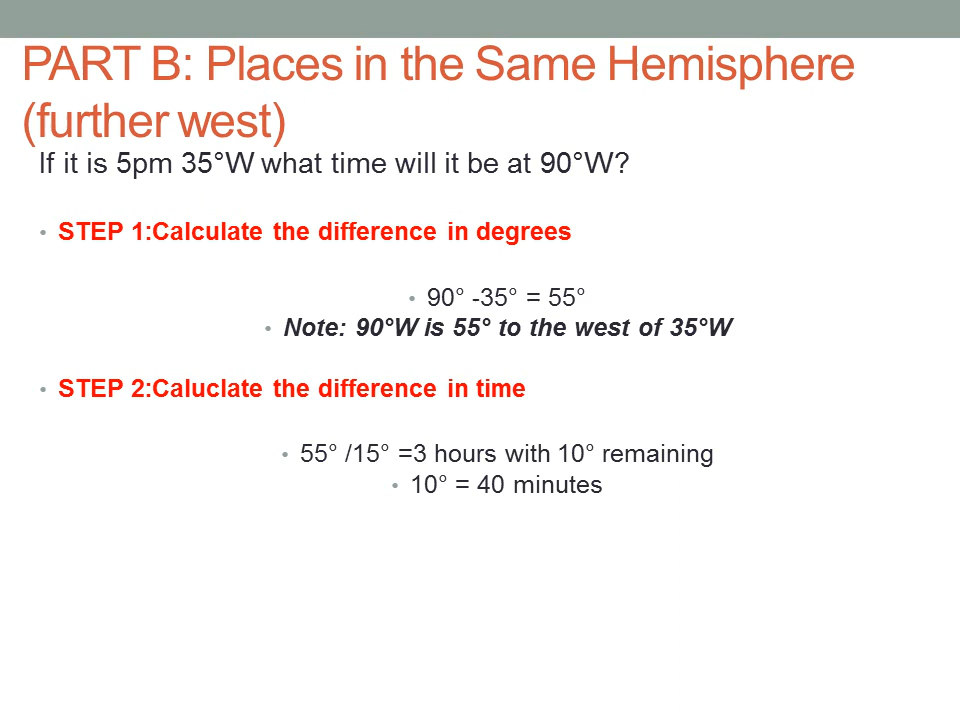 PART B: Places in the Same Hemisphere
(further west)
If it is 5pm 35°W what time will it be at 90°W?
• STEP 1:Calculate the difference in degrees
• 90° -35° = 55°
• Note: 90°W is 55° to the west of 35°W
• STEP 2:Caluclate the difference in time
• 55° /15° =3 hours with 10° remaining
• 10° = 40 minutes